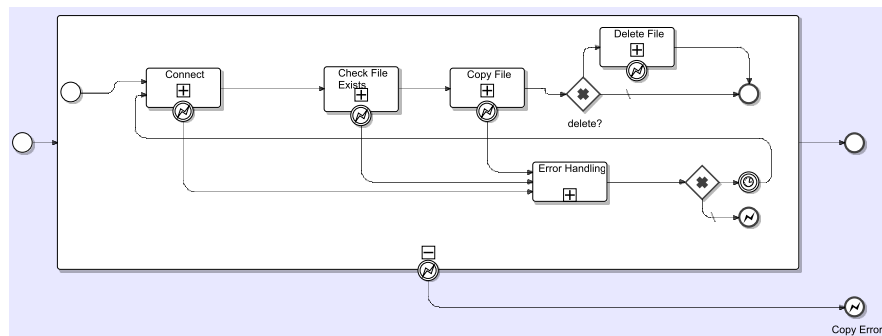 Delete File
Connect
Check File
Exists
Copy File
delete?
Error Handling
Copy Error